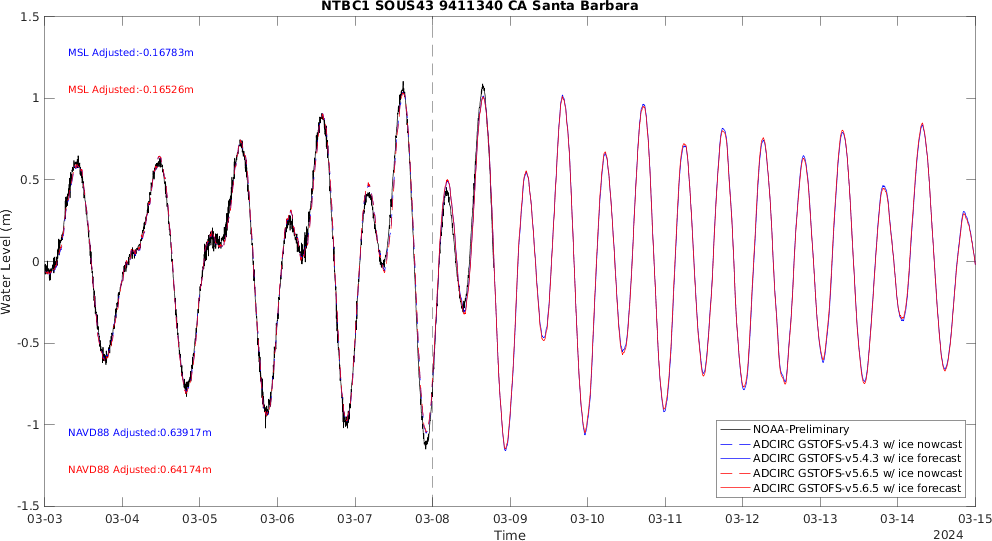 NTBC1 SOUS43 9411340 CA Santa Barbara
1.5
1
0.5
0
-0.5
-1
-1.5
Water Level (m)
MSL Adjusted:-0.16783m
MSL Adjusted:-0.16526m
NAVD88 Adjusted:0.63917m
NAVD88 Adjusted:0.64174m
NOAA-Preliminary
ADCIRC GSTOFS-v5.4.3 w/ ice nowcast
ADCIRC GSTOFS-v5.4.3 w/ ice forecast
ADCIRC GSTOFS-v5.6.5 w/ ice nowcast
ADCIRC GSTOFS-v5.6.5 w/ ice forecast
03-03 03-04 03-05 03-06 03-07 03-08 03-09 03-10 03-11 03-12 03-13 03-14 03-15
Time
2024